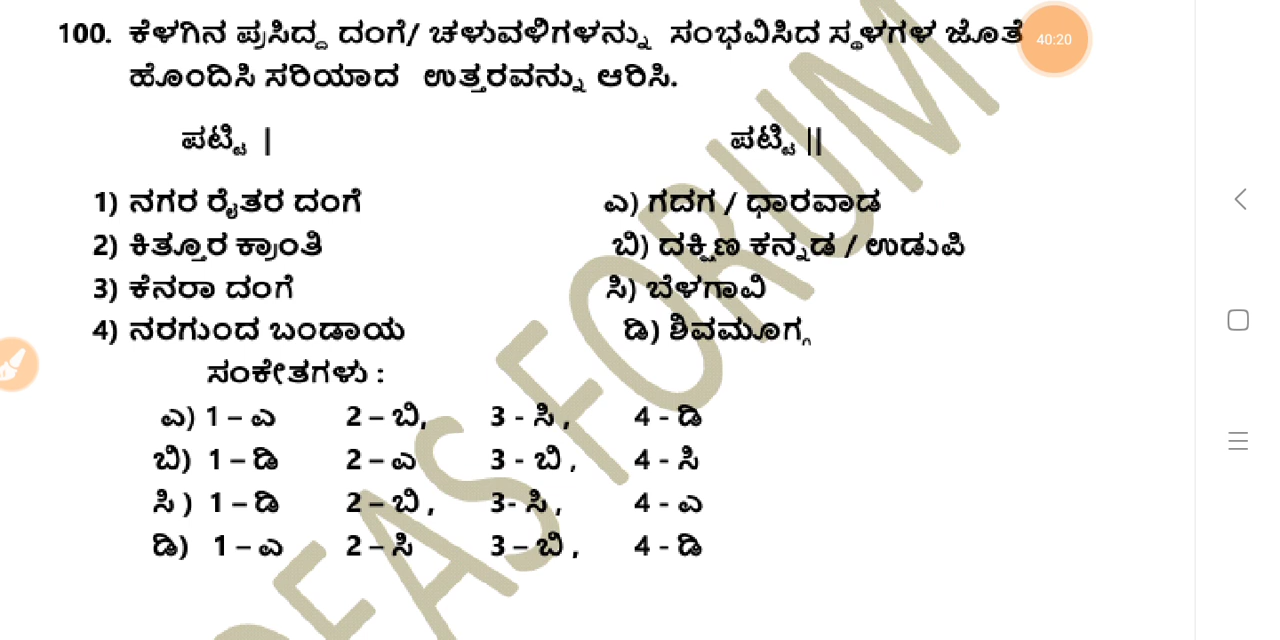 100. ಕೆಳಗಿನ ಪ್ರಸಿದ್ಧ ದಂಗೆ/ ಚಳುವಳಿಗಳನ್ನು ಸಂಭವಿಸಿದ ಸ್ಥಳಗಳ ಜೊತೆ 40:20
ಹೊಂದಿಸಿ ಸರಿಯಾದ ಉತ್ತರವನ್ನು ಆರಿಸಿ.
ಪಟ್ಟಿ | ಪಟ್ಟಿ ||
1) ನಗರ ರೈತರ ದಂಗೆ ಎ) ಗದಗ / ಧಾರವಾಡ
2) ಕಿತ್ತೂರ ಕ್ರಾಂತಿ ಬಿ) ದಕ್ಷಿಣ ಕನ್ನಡ / ಉಡುಪಿ
3) ಕೆನರಾ ದಂಗೆ ಸಿ) ಬೆಳಗಾವಿ
4) ನರಗುಂದ ಬಂಡಾಯ ಡಿ) ಶಿವಮೂಗ್ಗ
ಸಂಕೇತಗಳು :
ಎ) 1 – ಎ 2 – ಬಿ, 3 - ಸಿ, 4 - ಡಿ
ಬಿ) 1 – ಡಿ 2 – ಎ 3 - ಬಿ, 4 - ಸಿ
ಸಿ) 1 – ಡಿ 2 – ಬಿ, 3- ಸಿ, 4 - ಎ
ಡಿ) 1 – ಎ 2 – ಸಿ 3 – ಬಿ, 4 - ಡಿ
EAS FORUM